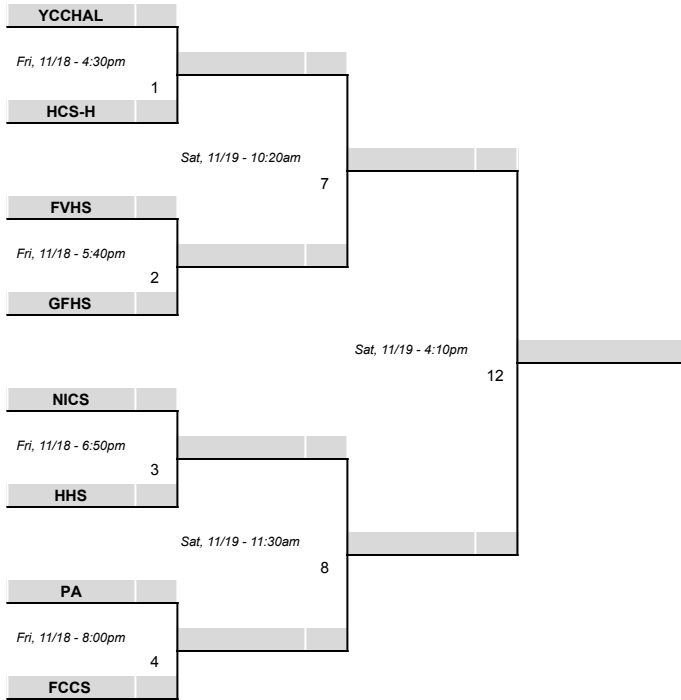 YCCHAL
Fri, 11/18 - 4:30pm
1
HCS-H
Sat, 11/19 - 10:20am
7
FVHS
Fri, 11/18 - 5:40pm
2
GFHS
Sat, 11/19 - 4:10pm
12
NICS
Fri, 11/18 - 6:50pm
3
HHS
Sat, 11/19 - 11:30am
8
PA
Fri, 11/18 - 8:00pm
4
FCCS